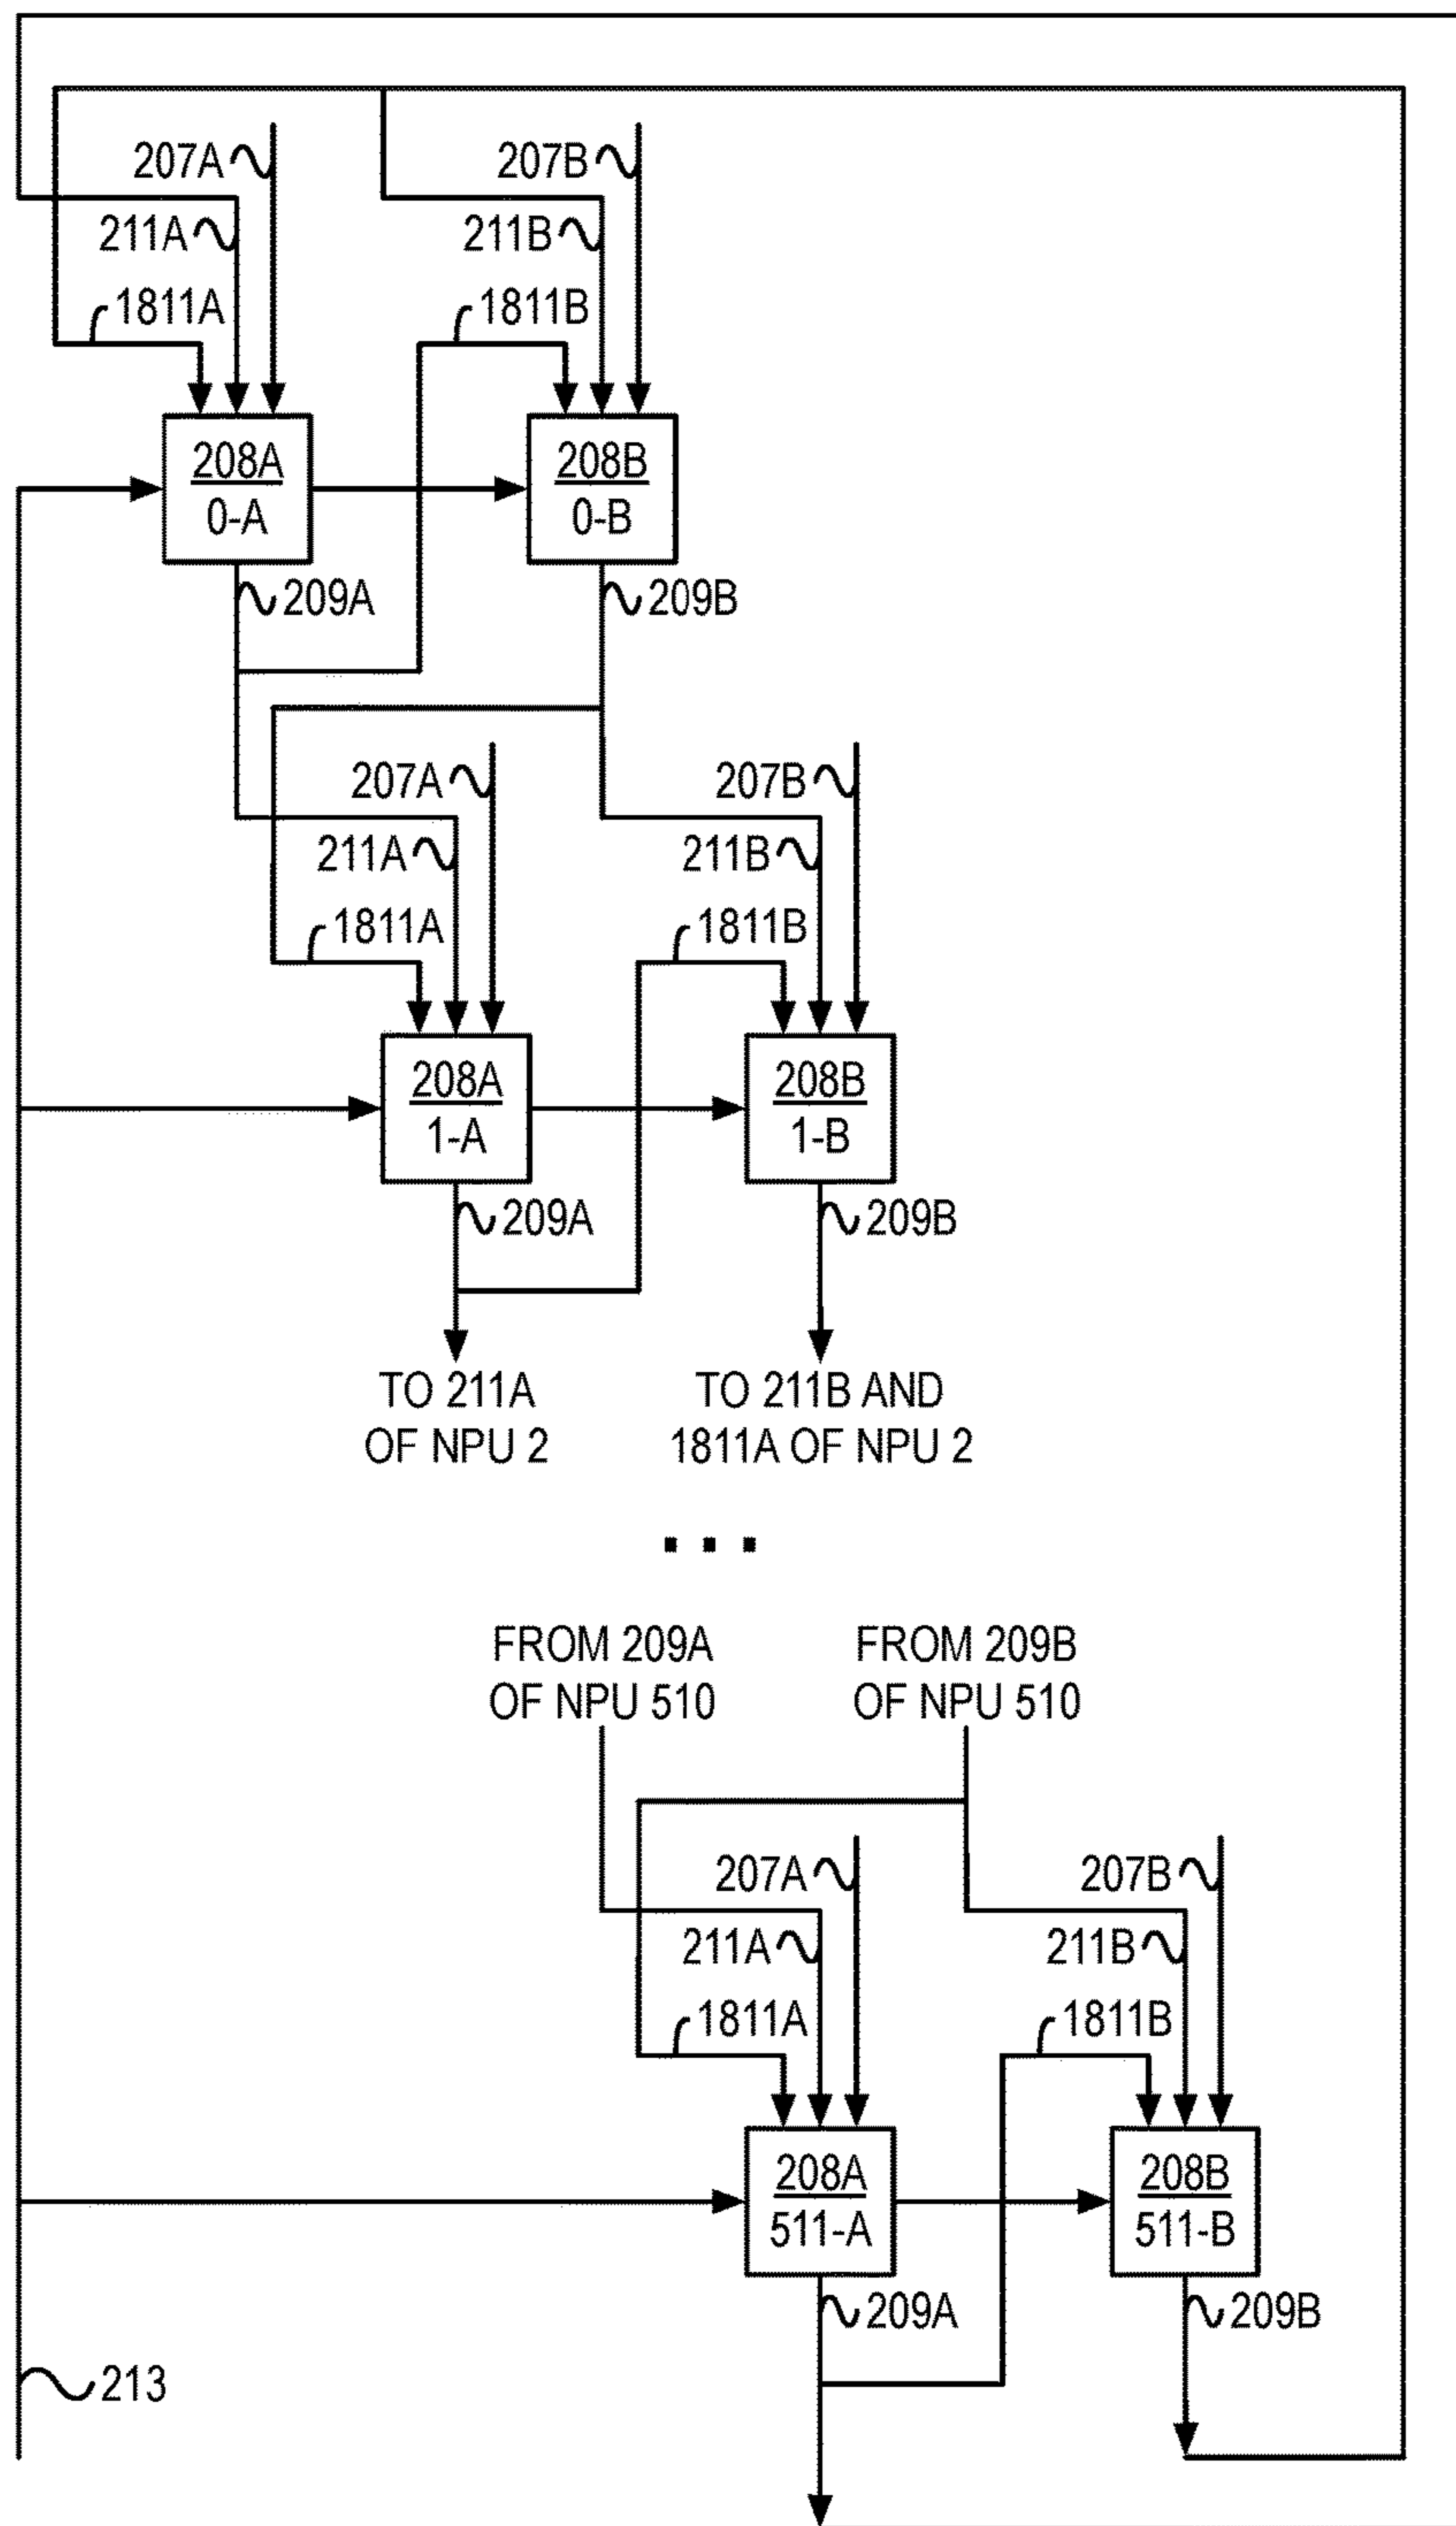 207A
207B
211A
211B
1811A
1811B
208A
0-A
208B
0-B
209A
209B
207A
207B
211A
211B
1811A
1811B
208A
1-A
208B
1-B
209A
209B
TO 211A
OF NPU 2
TO 211B AND
1811A OF NPU 2
...
FROM 209A
OF NPU 510
FROM 209B
OF NPU 510
207A
207B
211A
211B
1811A
1811B
208A
511-A
208B
511-B
209A
209B
213